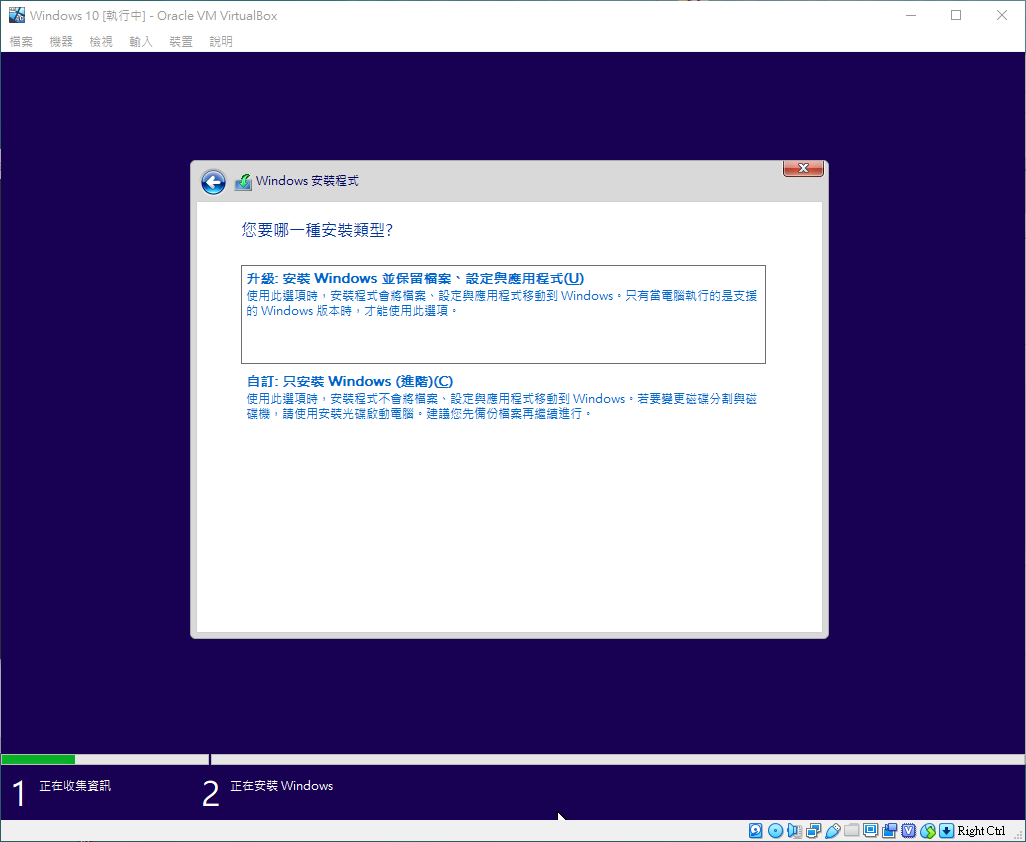 Windows 10 [執行中] - Oracle VM VirtualBox
檔案 機器 檢視 輸入 裝置 說明
Windows 安裝程式
您要哪一種安裝類型?
升級: 安裝 Windows 並保留檔案、設定與應用程式(U)
使用此選項時，安裝程式會將檔案、設定與應用程式移動到 Windows。只有當電腦執行的是支援
的 Windows 版本時，才能使用此選項。
自訂: 只安裝 Windows (進階)(C)
使用此選項時，安裝程式不會將檔案、設定與應用程式移動到 Windows。若要變更磁碟分割與磁
碟機，請使用安裝光碟啟動電腦。建議您先備份檔案再繼續進行。
1 正在收集資訊
2 正在安裝 Windows
Right Ctrl